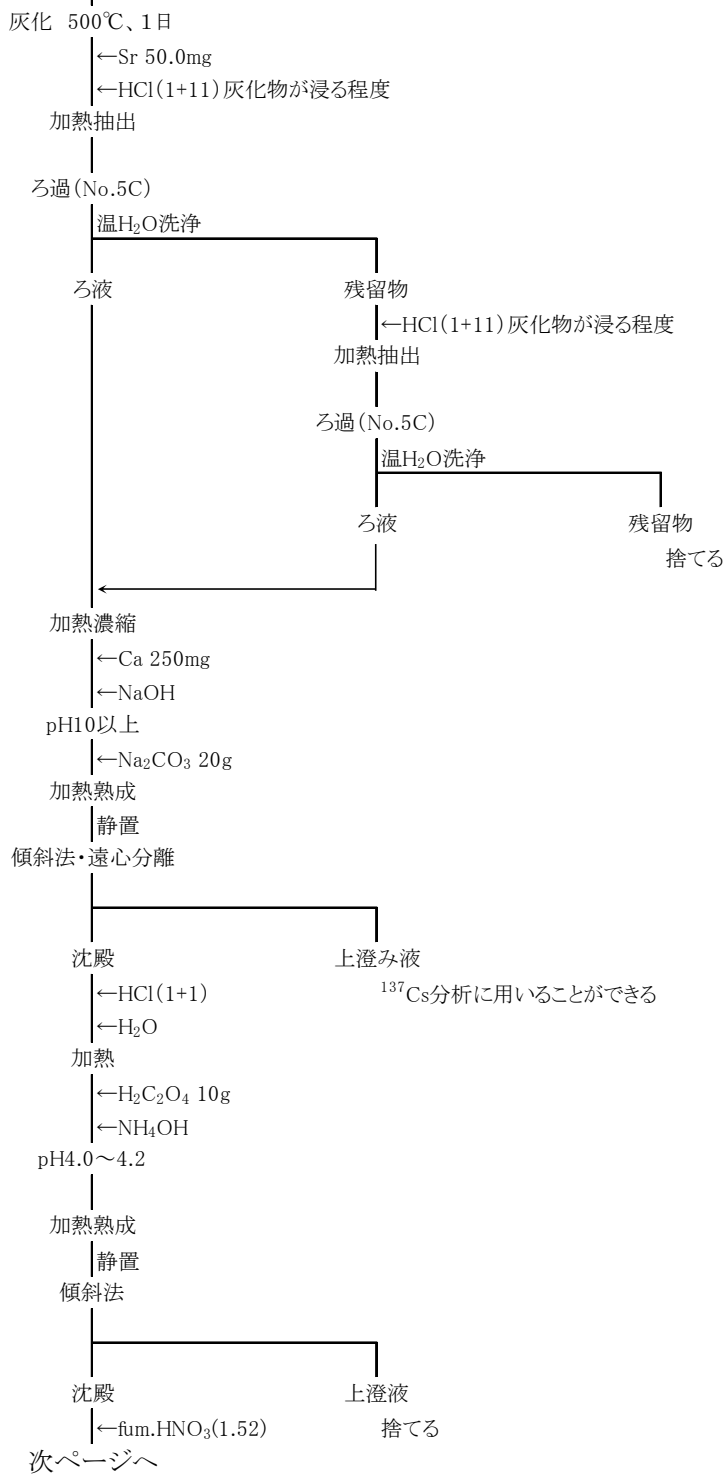 灰化 500℃、1日
←Sr 50.0mg
←HCl(1+11)灰化物が浸る程度
加熱抽出
ろ過(No.5C)
温H₂O洗浄
ろ液 残留物
←HCl(1+11)灰化物が浸る程度
加熱抽出
ろ過(No.5C)
温H₂O洗浄
ろ液 残留物
捨てる
加熱濃縮
←Ca 250mg
←NaOH
pH10以上
←Na₂CO₃ 20g
加熱熟成
静置
傾斜法・遠心分離
沈殿 上澄み液
←HCl(1+1) ¹³⁷Cs分析に用いることができる
←H₂O
加熱
←H₂C₂O₄ 10g
←NH₄OH
pH4.0～4.2
加熱熟成
静置
傾斜法
沈殿 上澄液
←fum.HNO₃(1.52) 捨てる
次ページへ